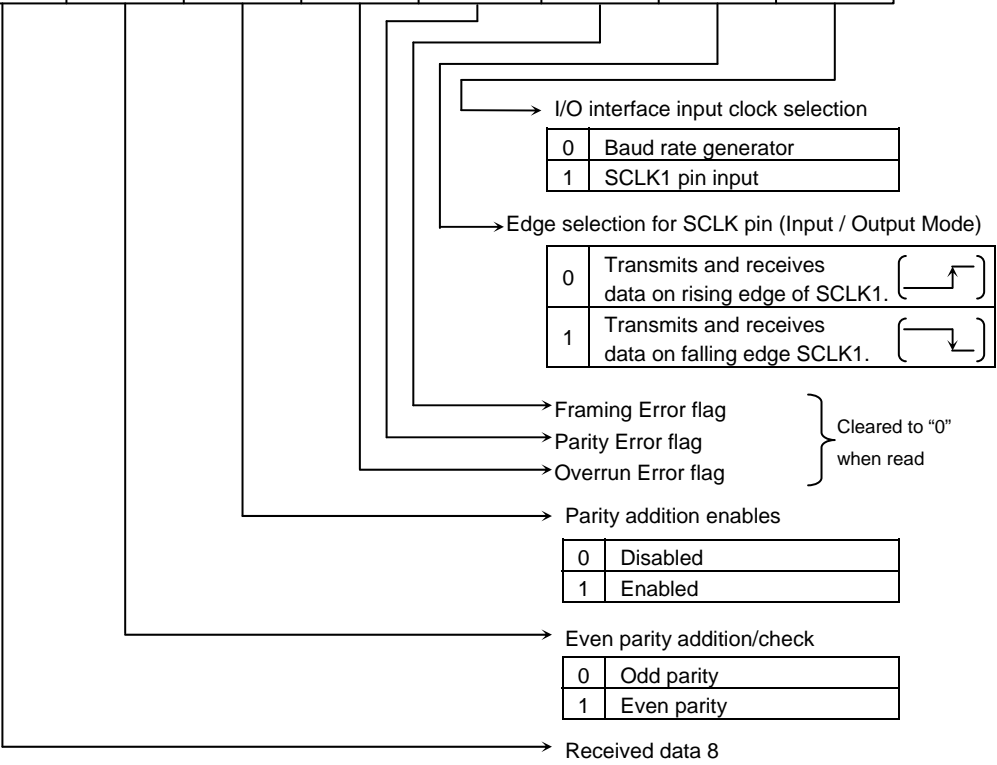 I/O interface input clock selection
0 Baud rate generator
1 SCLK1 pin input
Edge selection for SCLK pin (Input / Output Mode)
0 Transmits and receives
data on rising edge of SCLK1.
1 Transmits and receives
data on falling edge SCLK1.
Framing Error flag
Parity Error flag
Overrun Error flag
Cleared to “0”
when read
Parity addition enables
0 Disabled
1 Enabled
Even parity addition/check
0 Odd parity
1 Even parity
Received data 8